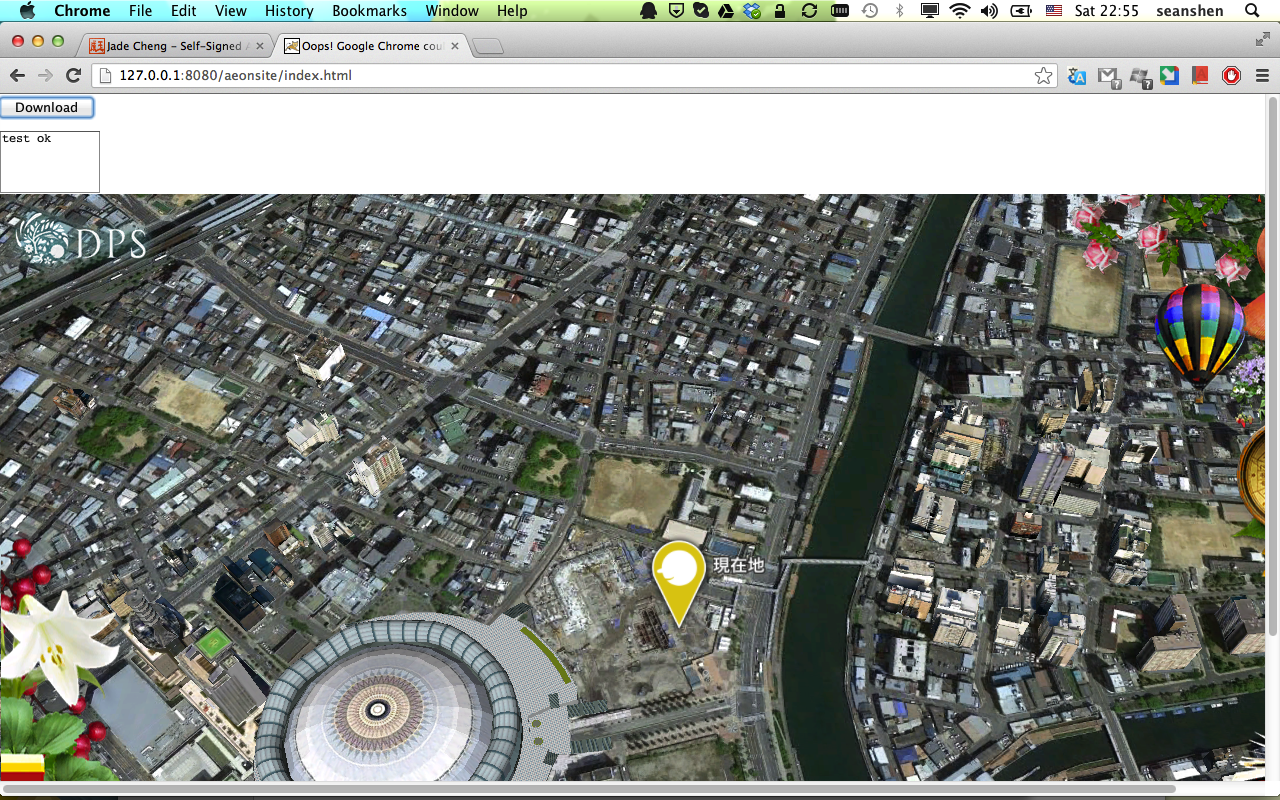 Chrome File Edit View History Bookmarks Window Help Sat 22:55 seanshen
Jade Cheng - Self-Signed A
Oops! Google Chrome coul
127.0.0.1:8080/aeonsite/index.html
Download
test ok
DPS
現在地